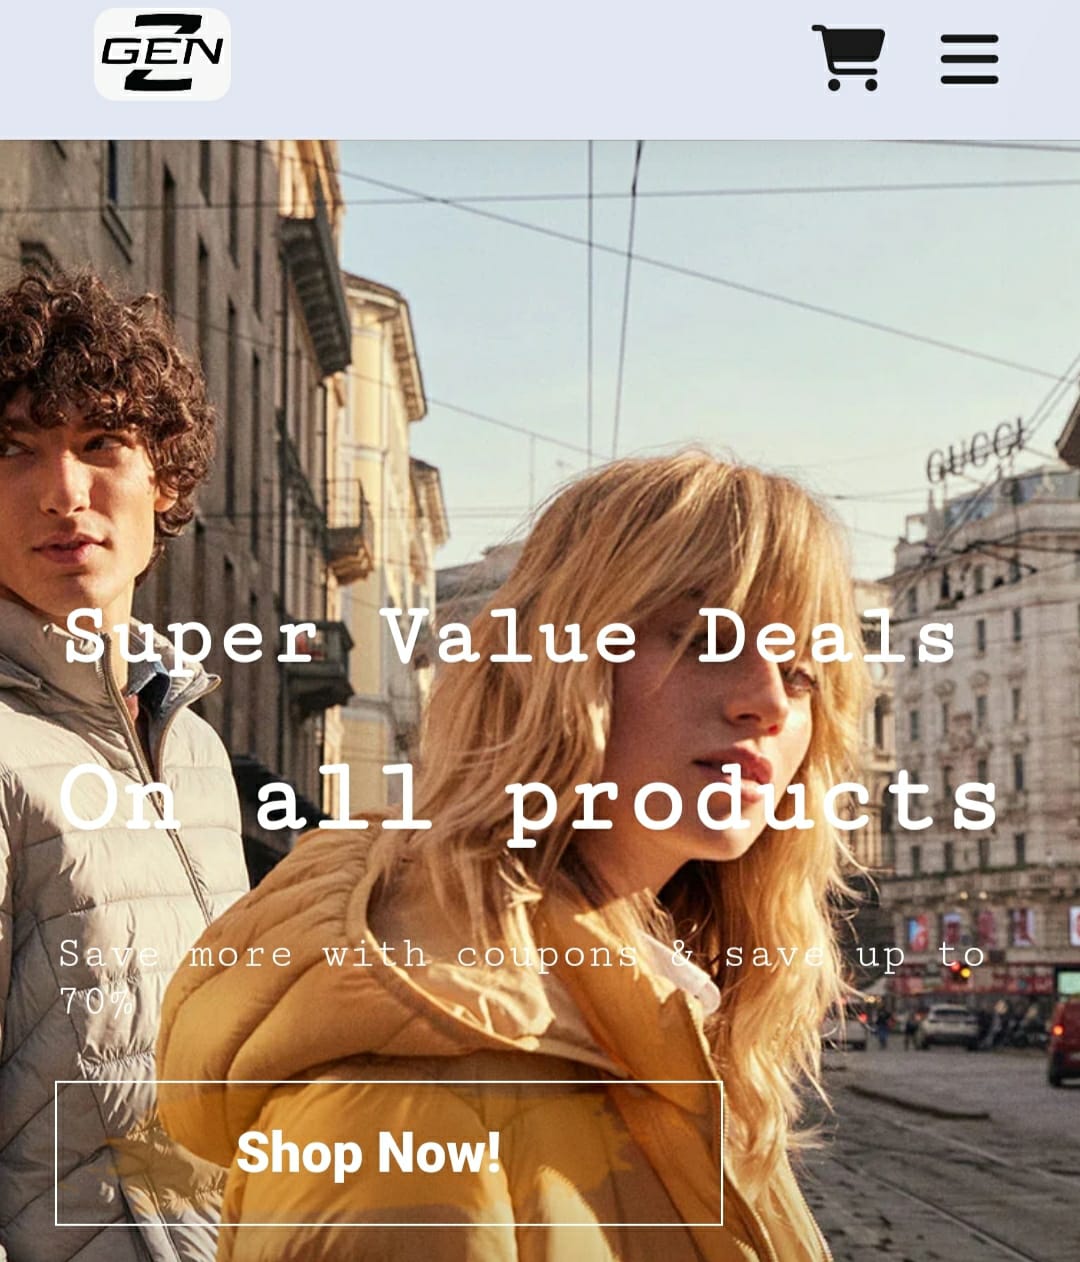 GEN Z
GUCCI
Super Value Deals
On all products
Save more with coupons & save up to
70%
Shop Now!